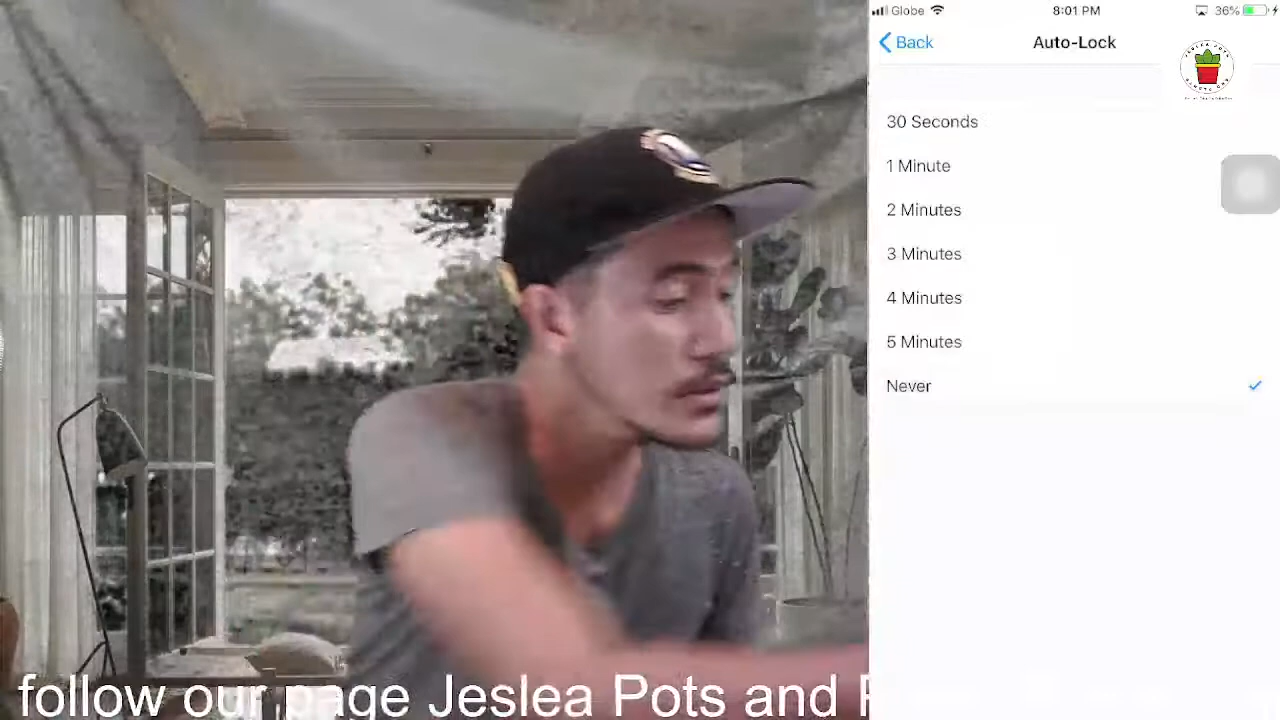 Globe
8:01 PM
36%
Back
Auto-Lock
30 Seconds
1 Minute
2 Minutes
3 Minutes
4 Minutes
5 Minutes
Never
follow our page Jeslea Pots and